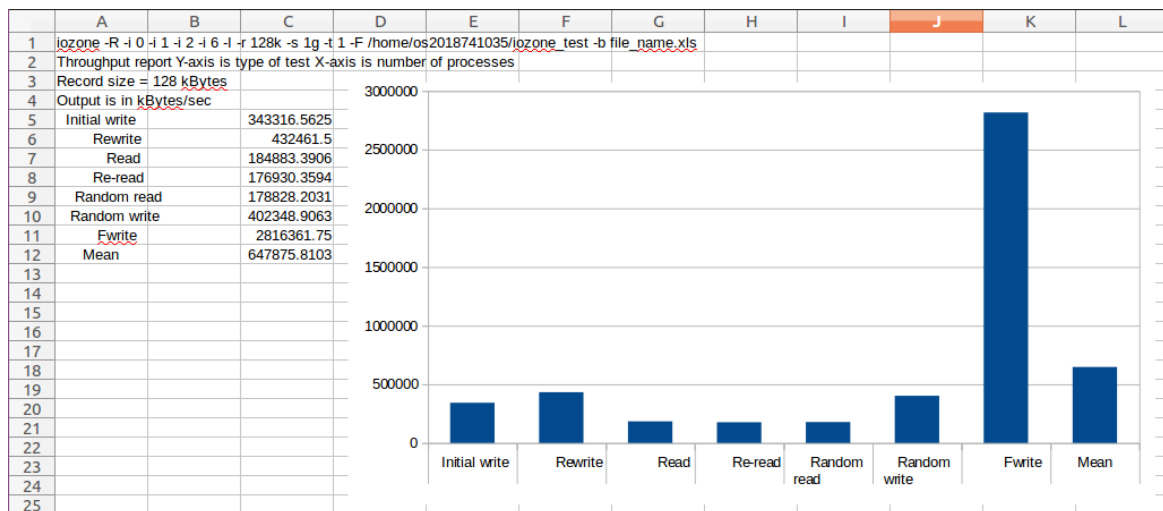 A B C D E F G H I J K L
1 iozone -R -i 0 -i 1 -i 2 -i 6 -I -r 128k -s 1g -t 1 -F /home/os2018741035/iozone_test -b file_name.xls
2 Throughput report Y-axis is type of test X-axis is number of processes
3 Record size = 128 kBytes
4 Output is in kBytes/sec
5 Initial write 343316.5625
6 Rewrite 432461.5
7 Read 184883.3906
8 Re-read 176930.3594
9 Random read 178828.2031
10 Random write 402348.9063
11 Fwrite 2816361.75
12 Mean 647875.8103
13
14
15
16
17
18
19
20
21
22
23
24
25
3000000
2500000
2000000
1500000
1000000
500000
0
Initial write Rewrite Read Re-read Random read Random write Fwrite Mean